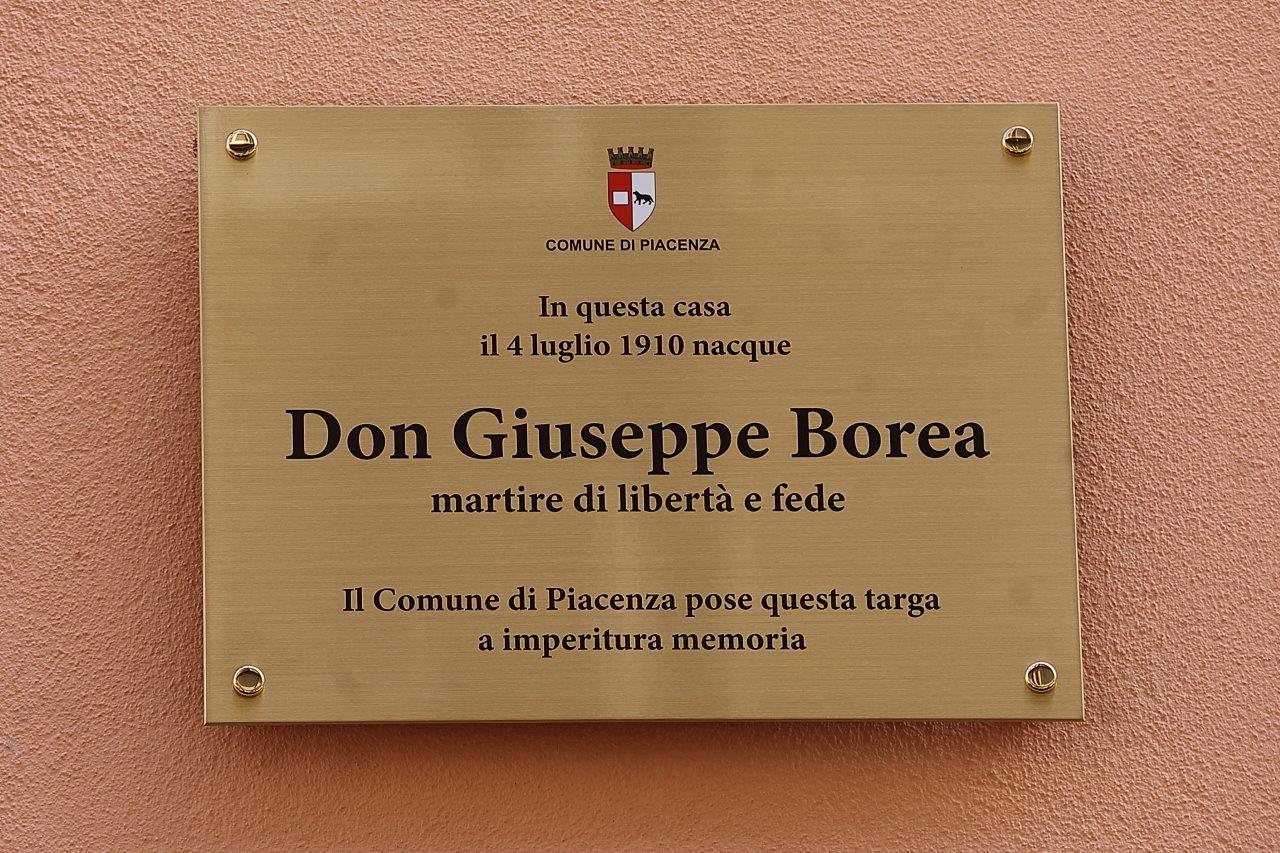 COMUNE DI PIACENZA
In questa casa
il 4 luglio 1910 nacque
Don Giuseppe Borea
martire di libertà e fede
Il Comune di Piacenza pose questa targa
a imperitura memoria